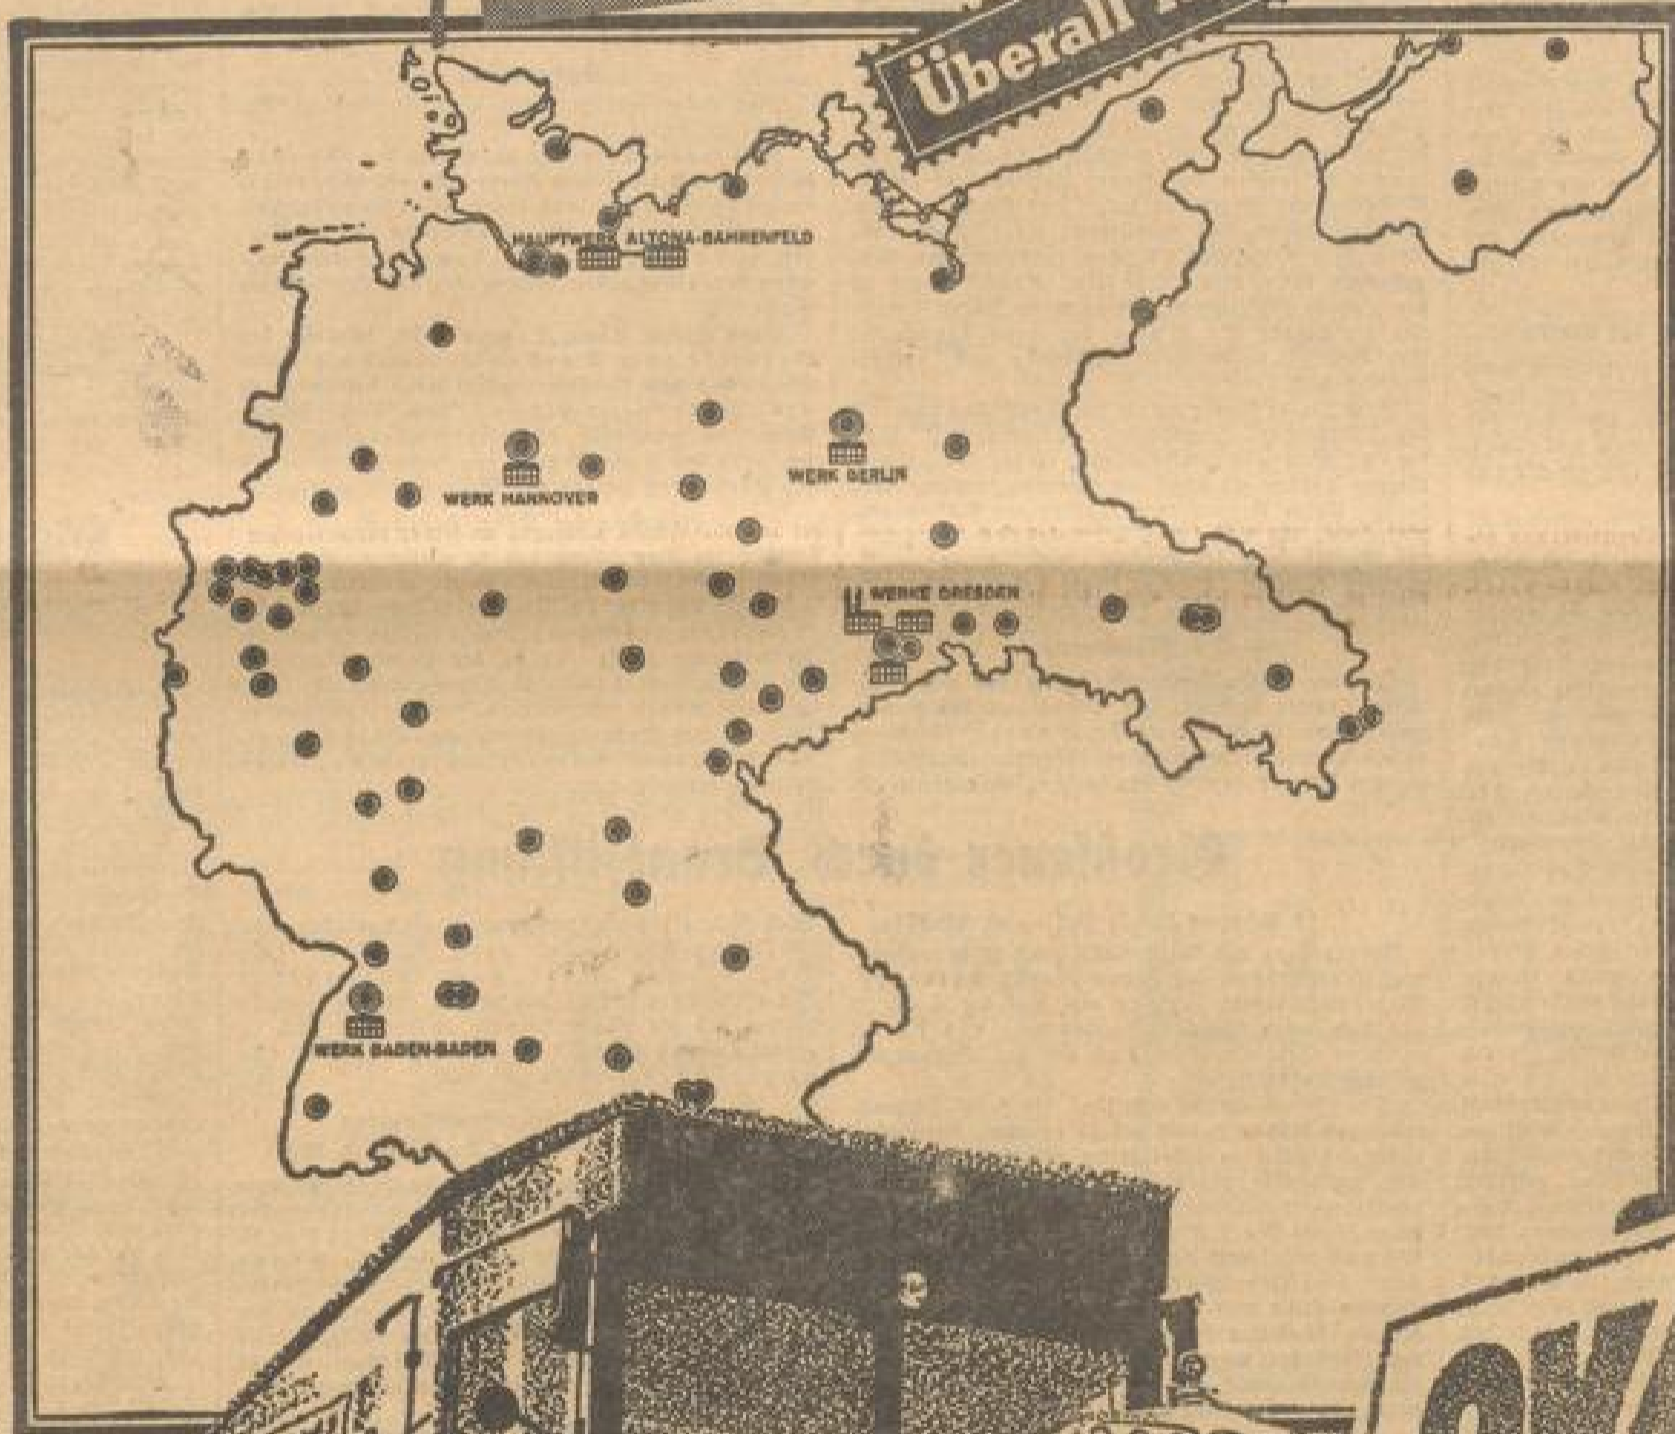 Überall
HAUPTWERK ALTONA-BAHRENFELD
WERK BERLIN
WERK HANNOVER
WERKE DRESDEN
WERK BADEN-BADEN